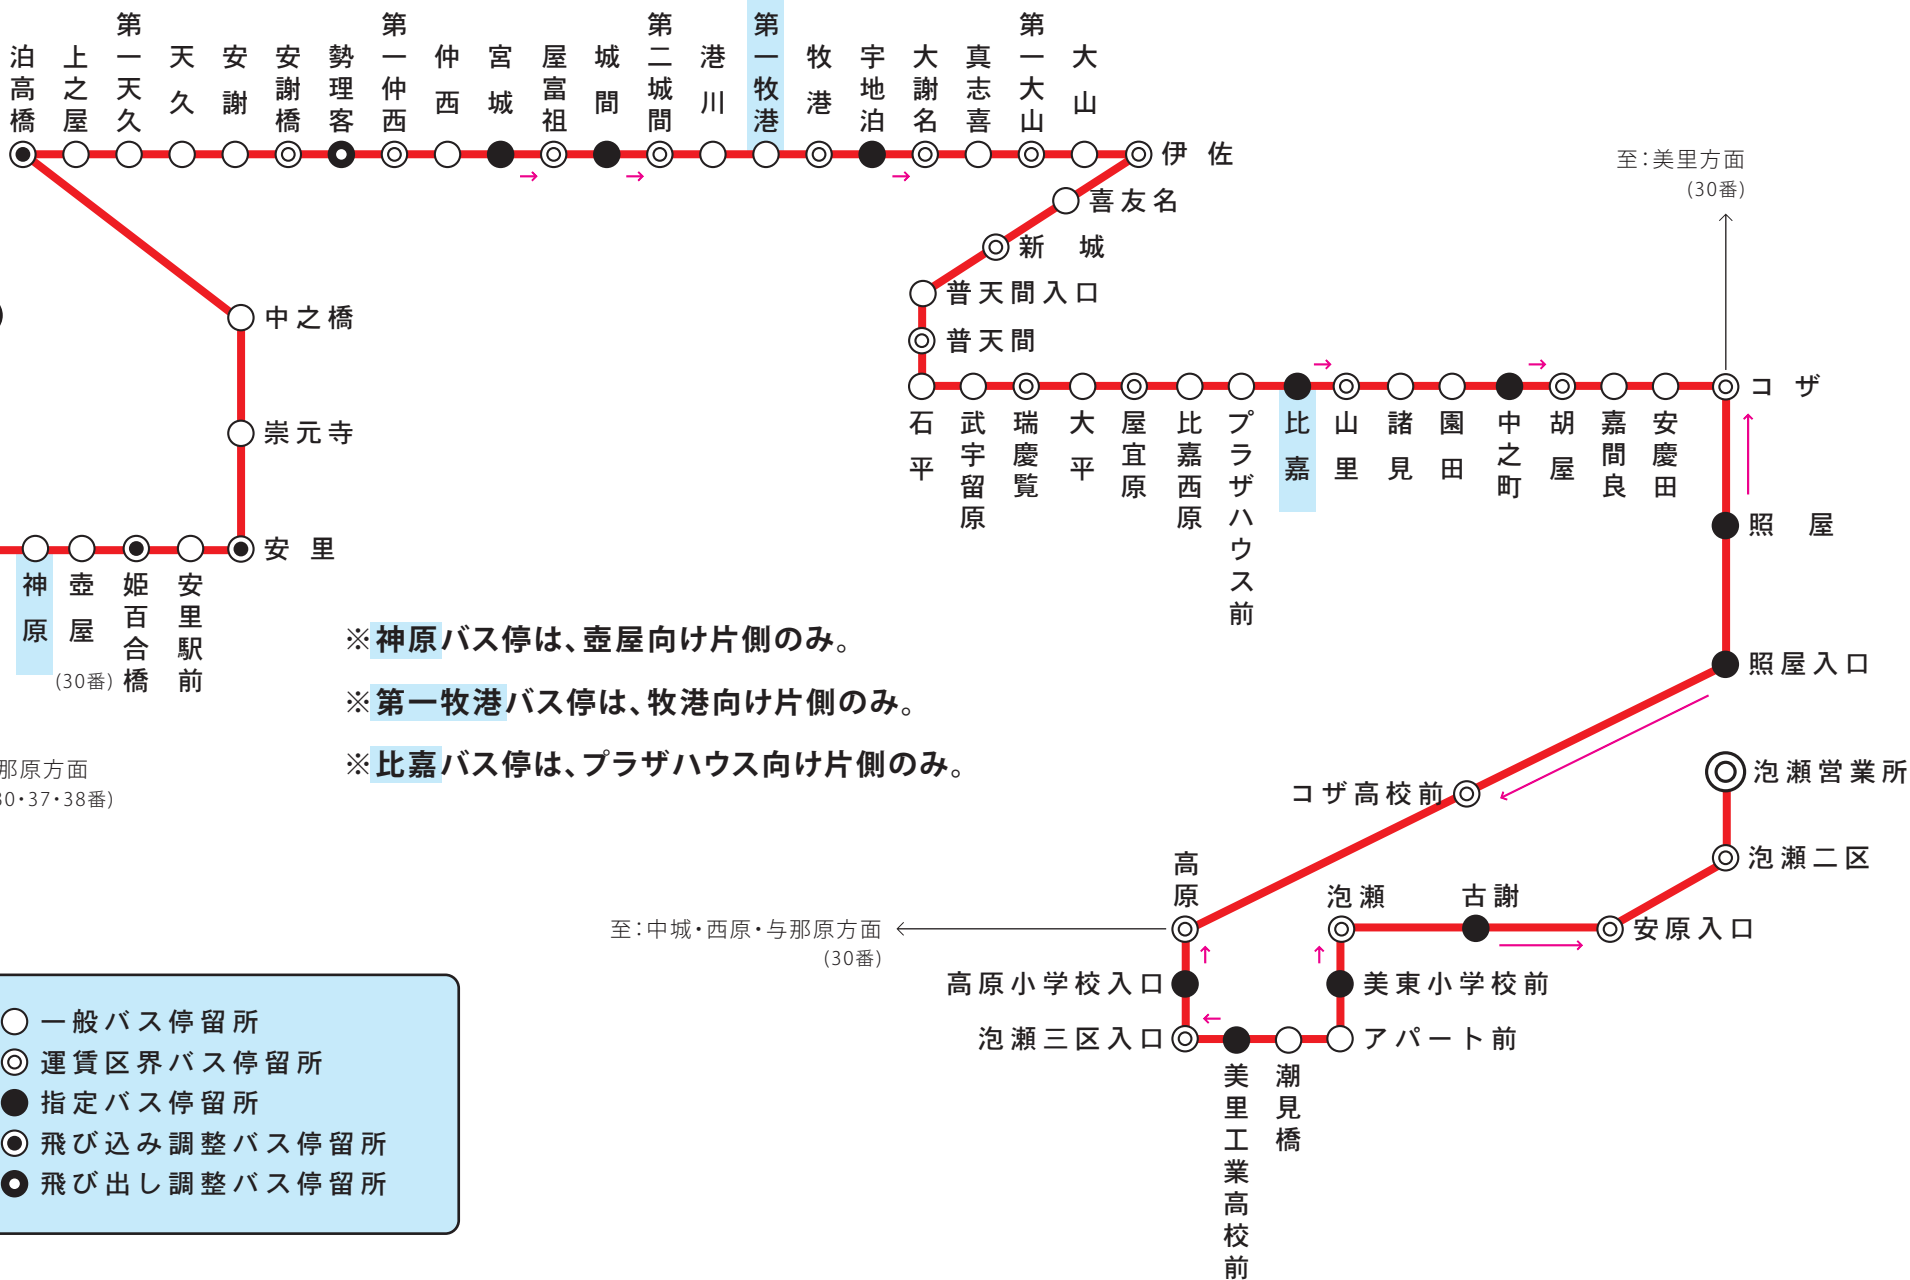 泊高橋
上之屋
第一天久
天久
安謝
安謝橋
勢理客
第一仲西
仲西
宮城
屋富祖
城間
第二城間
港川
第一牧港
牧港
宇地泊
大謝名
真志喜
第一大山
大山
伊佐
喜友名
新城
普天間入口
普天間
石平
武宇留原
瑞慶覧
大平
屋宜原
比嘉西原
プラザハウス前
比嘉
山里
諸見
園田
中之町
胡屋
嘉間良
安慶田
コザ
至：美里方面
(30番)
照屋
照屋入口
コザ高校前
高原
至：中城・西原・与那原方面
(30番)
高原小学校入口
泡瀬三区入口
美里工業高校前
潮見橋
アパート前
美東小学校前
泡瀬
古謝
安原入口
泡瀬二区
泡瀬営業所
中之橋
崇元寺
安里
安里駅前
姫百合橋
壺屋
(30番)
神原
那原方面
30・37・38番)
※神原バス停は、壺屋向け片側のみ。
※第一牧港バス停は、牧港向け片側のみ。
※比嘉バス停は、プラザハウス向け片側のみ。
一般バス停留所
運賃区界バス停留所
指定バス停留所
飛び込み調整バス停留所
飛び出し調整バス停留所